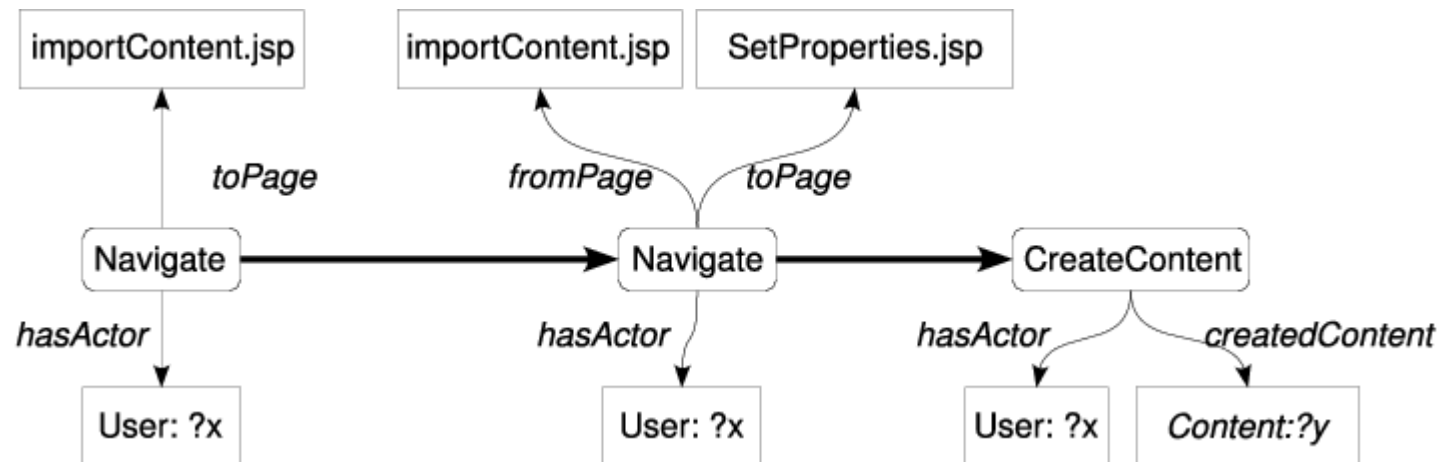 importContent.jsp
importContent.jsp
SetProperties.jsp
toPage
fromPage
toPage
Navigate
Navigate
CreateContent
hasActor
hasActor
hasActor
createdContent
User: ?x
User: ?x
User: ?x
Content:?y